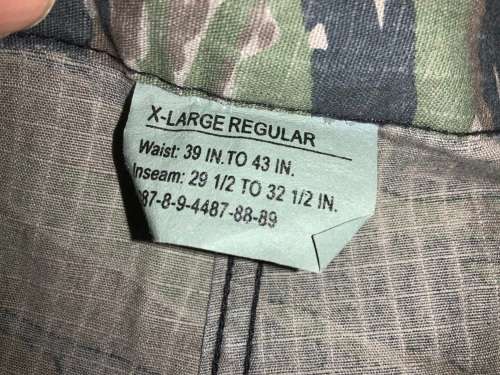 X-LARGE REGULAR
Waist: 39 IN.TO 43 IN.
Inseam: 29 1/2 TO 32 1/2 IN.
87-8-9-4487-88-89